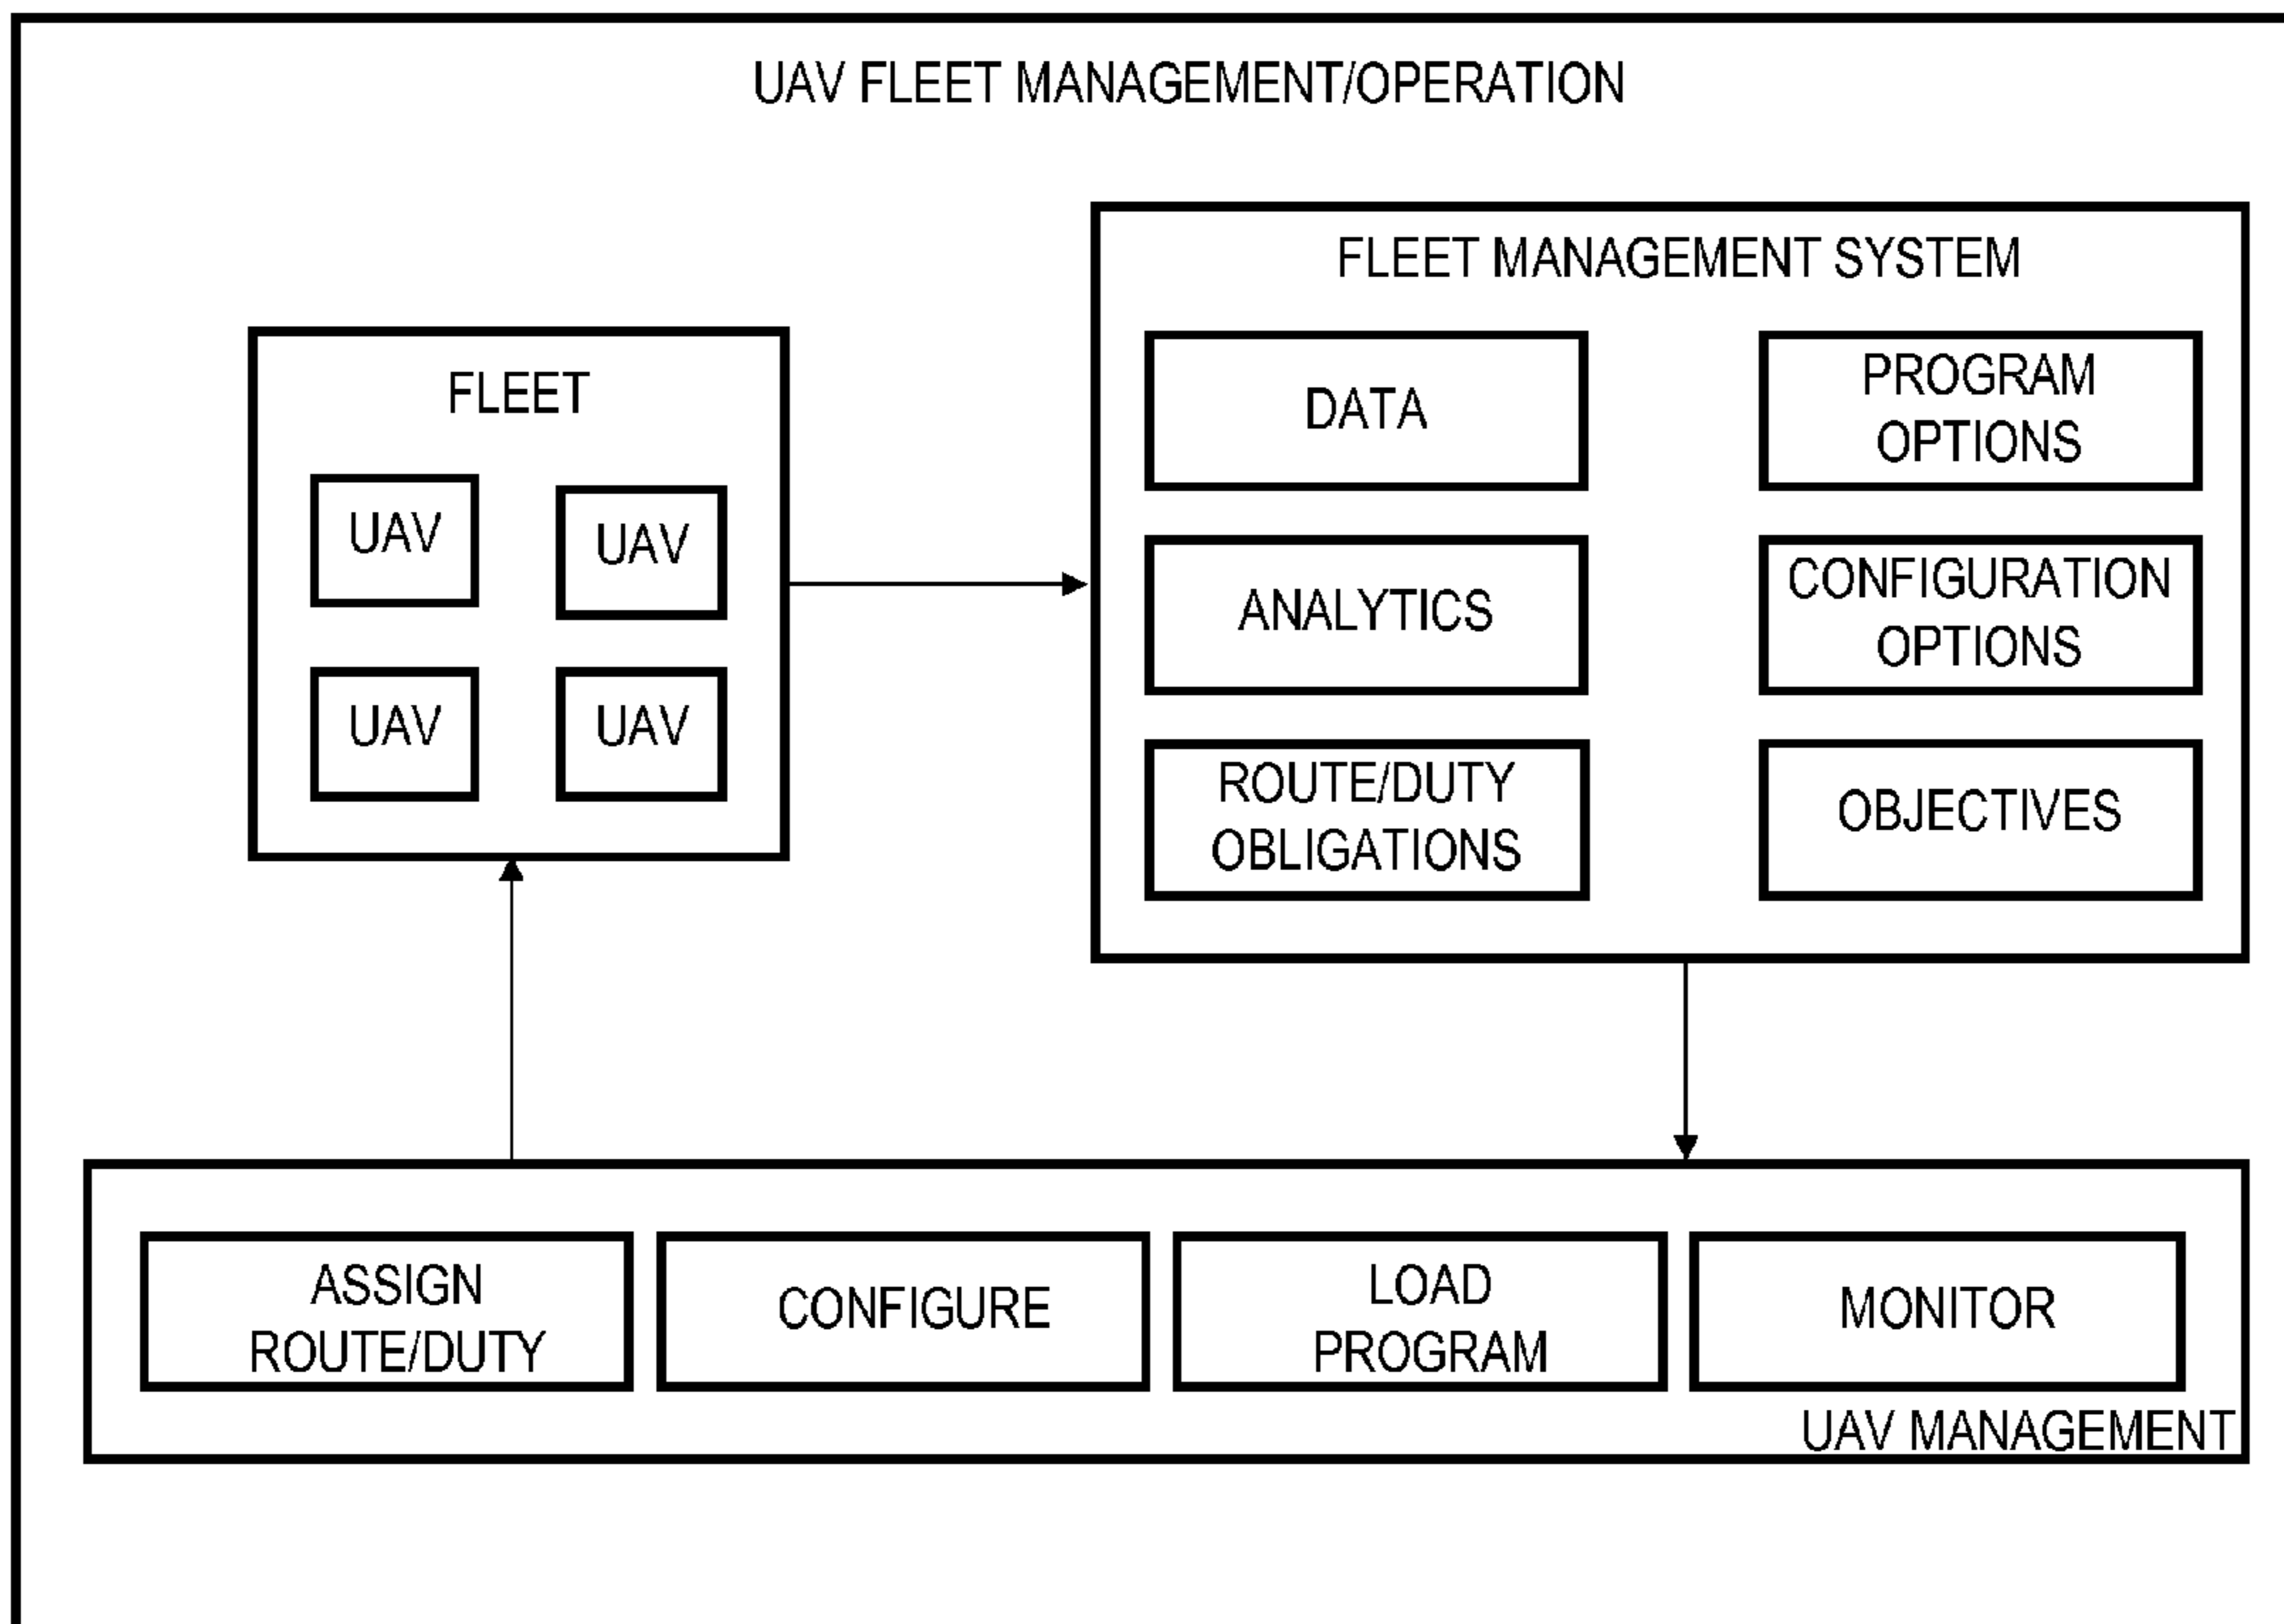 UAV FLEET MANAGEMENT/OPERATION
FLEET
UAV
UAV
UAV
UAV
FLEET MANAGEMENT SYSTEM
DATA
PROGRAM
OPTIONS
ANALYTICS
CONFIGURATION
OPTIONS
ROUTE/DUTY
OBLIGATIONS
OBJECTIVES
ASSIGN
ROUTE/DUTY
CONFIGURE
LOAD
PROGRAM
MONITOR
UAV MANAGEMENT